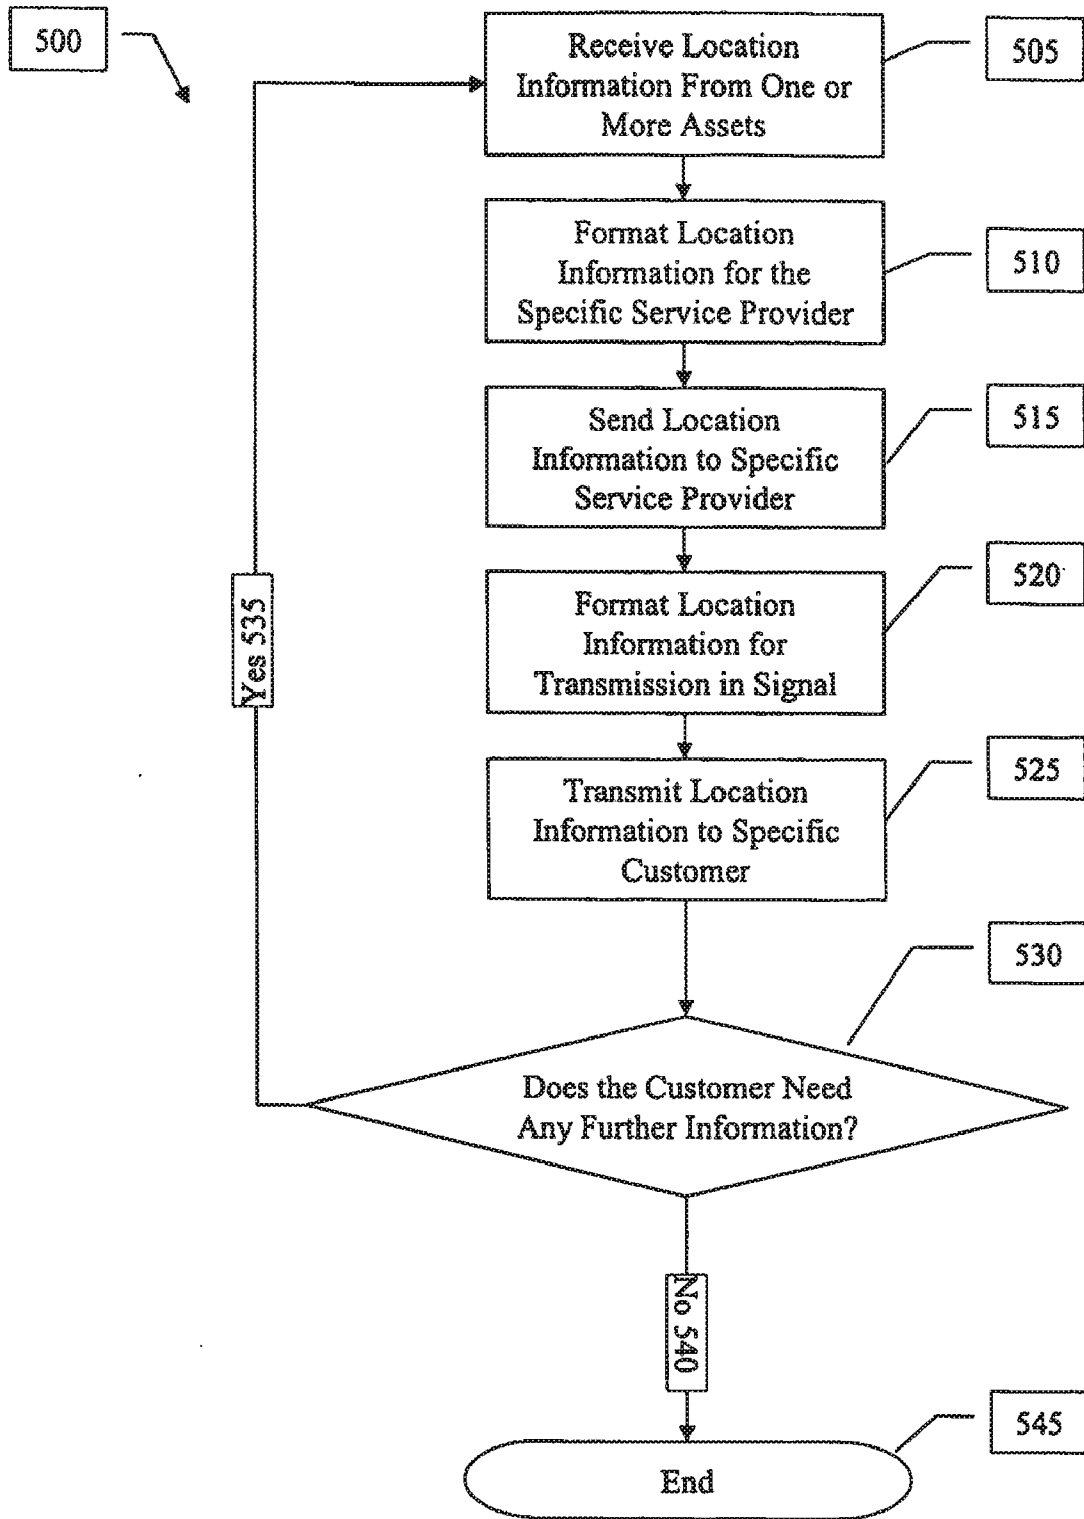 500
Receive Location
Information From One or
More Assets
505
Format Location
Information for the
Specific Service Provider
510
Send Location
Information to Specific
Service Provider
515
Format Location
Information for
Transmission in Signal
520
Yes 535
Transmit Location
Information to Specific
Customer
525
530
Does the Customer Need
Any Further Information?
No 540
545
End